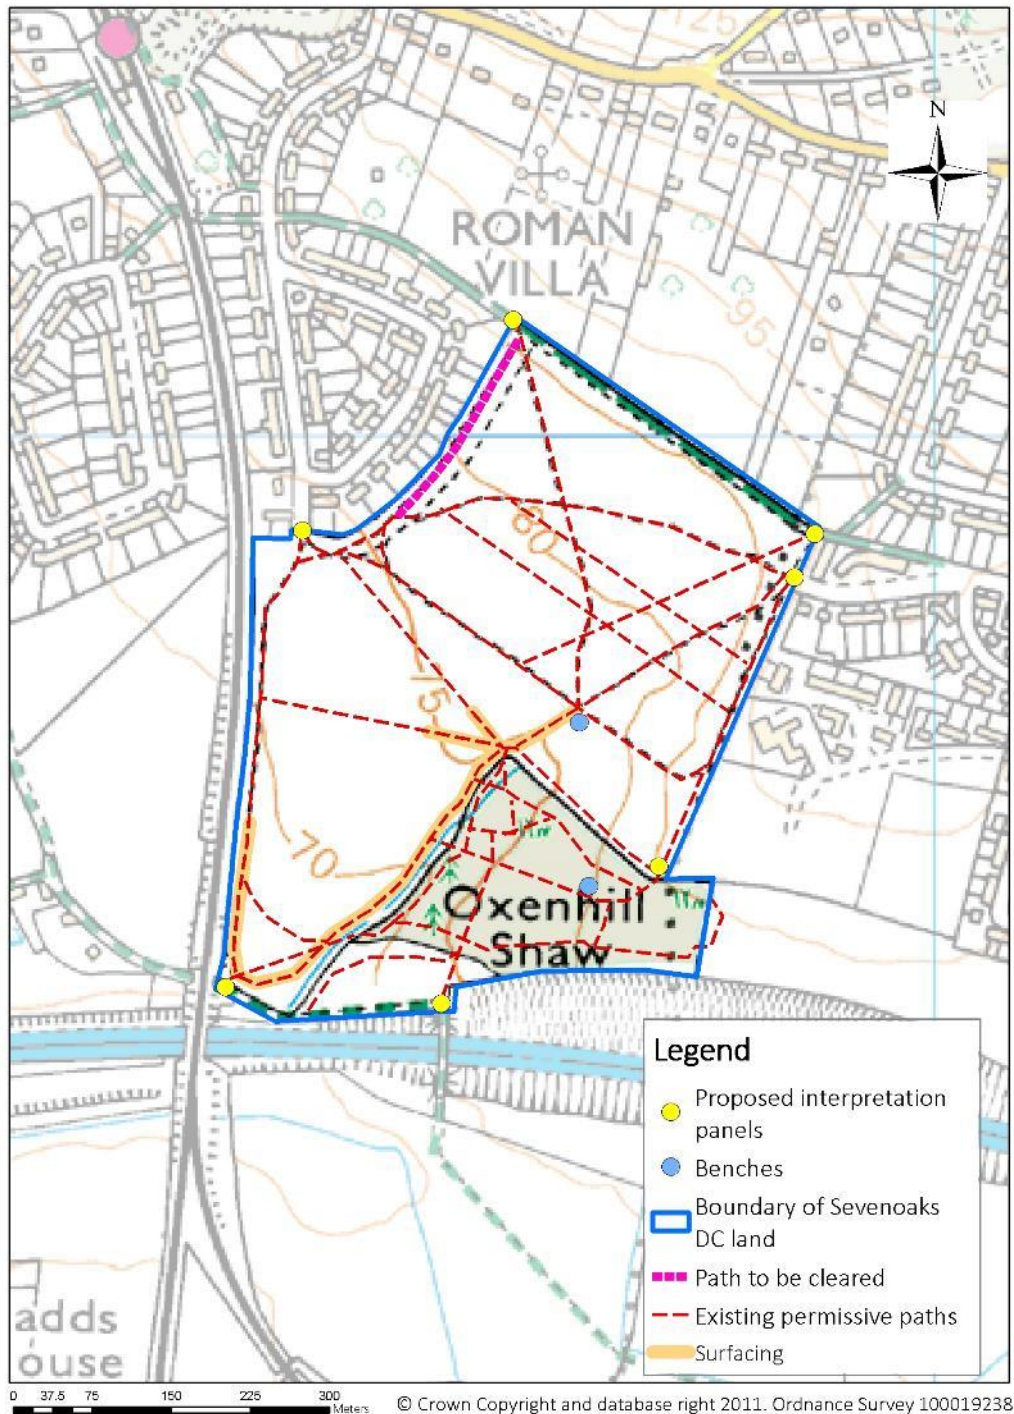 125
N
ROMAN
VILLA
95
80
75
70
Oxenhill
Shaw
Legend
Proposed interpretation
panels
Benches
Boundary of Sevenoaks
DC land
Path to be cleared
Existing permissive paths
Surfacing
adds
ouse
0 37.5 75 150 225 300
Meters
© Crown Copyright and database right 2011. Ordnance Survey 100019238